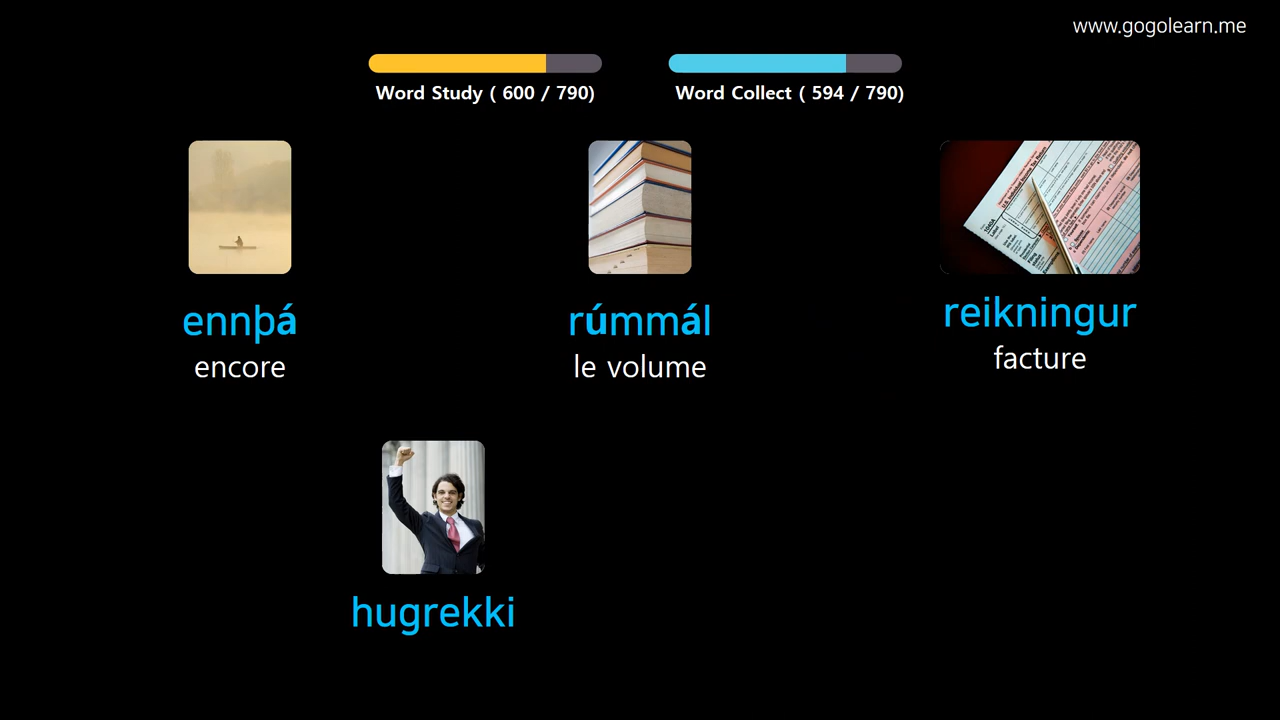 www.gogolearn.me
Word Study ( 600 / 790)
Word Collect ( 594 / 790)
ennþá
encore
rúmmál
le volume
reikningur
facture
hugrekki